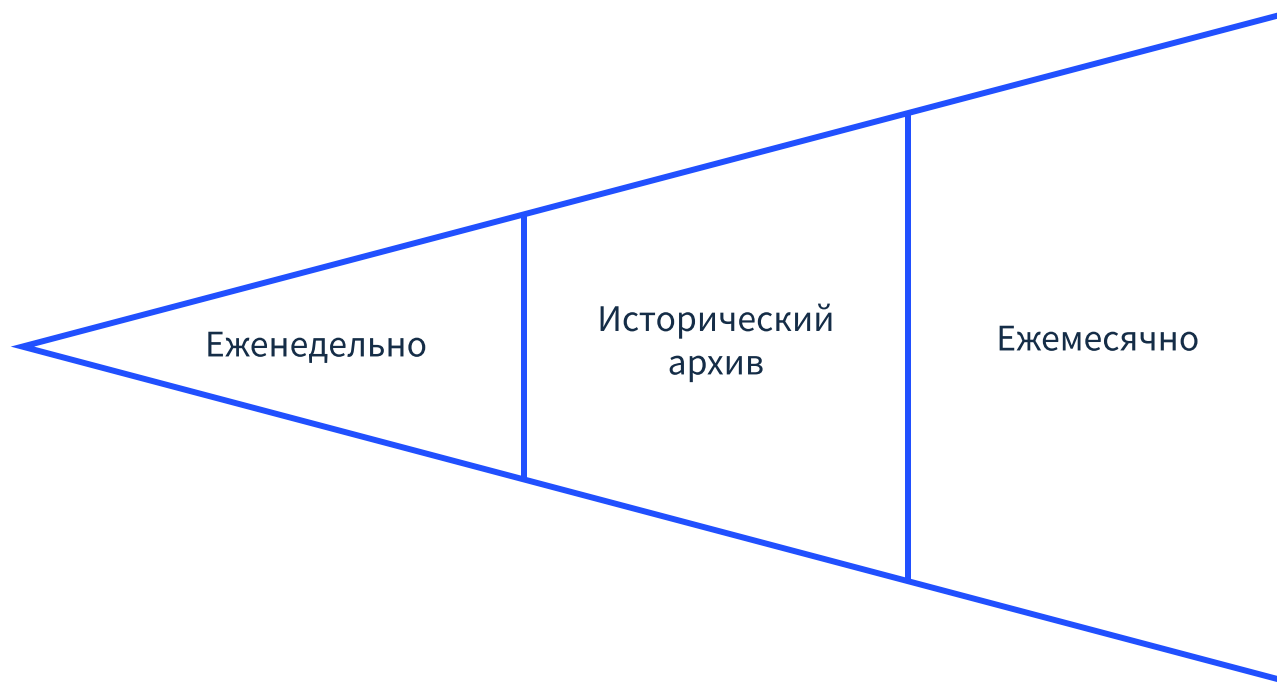 Еженедельно
Исторический
архив
Ежемесячно